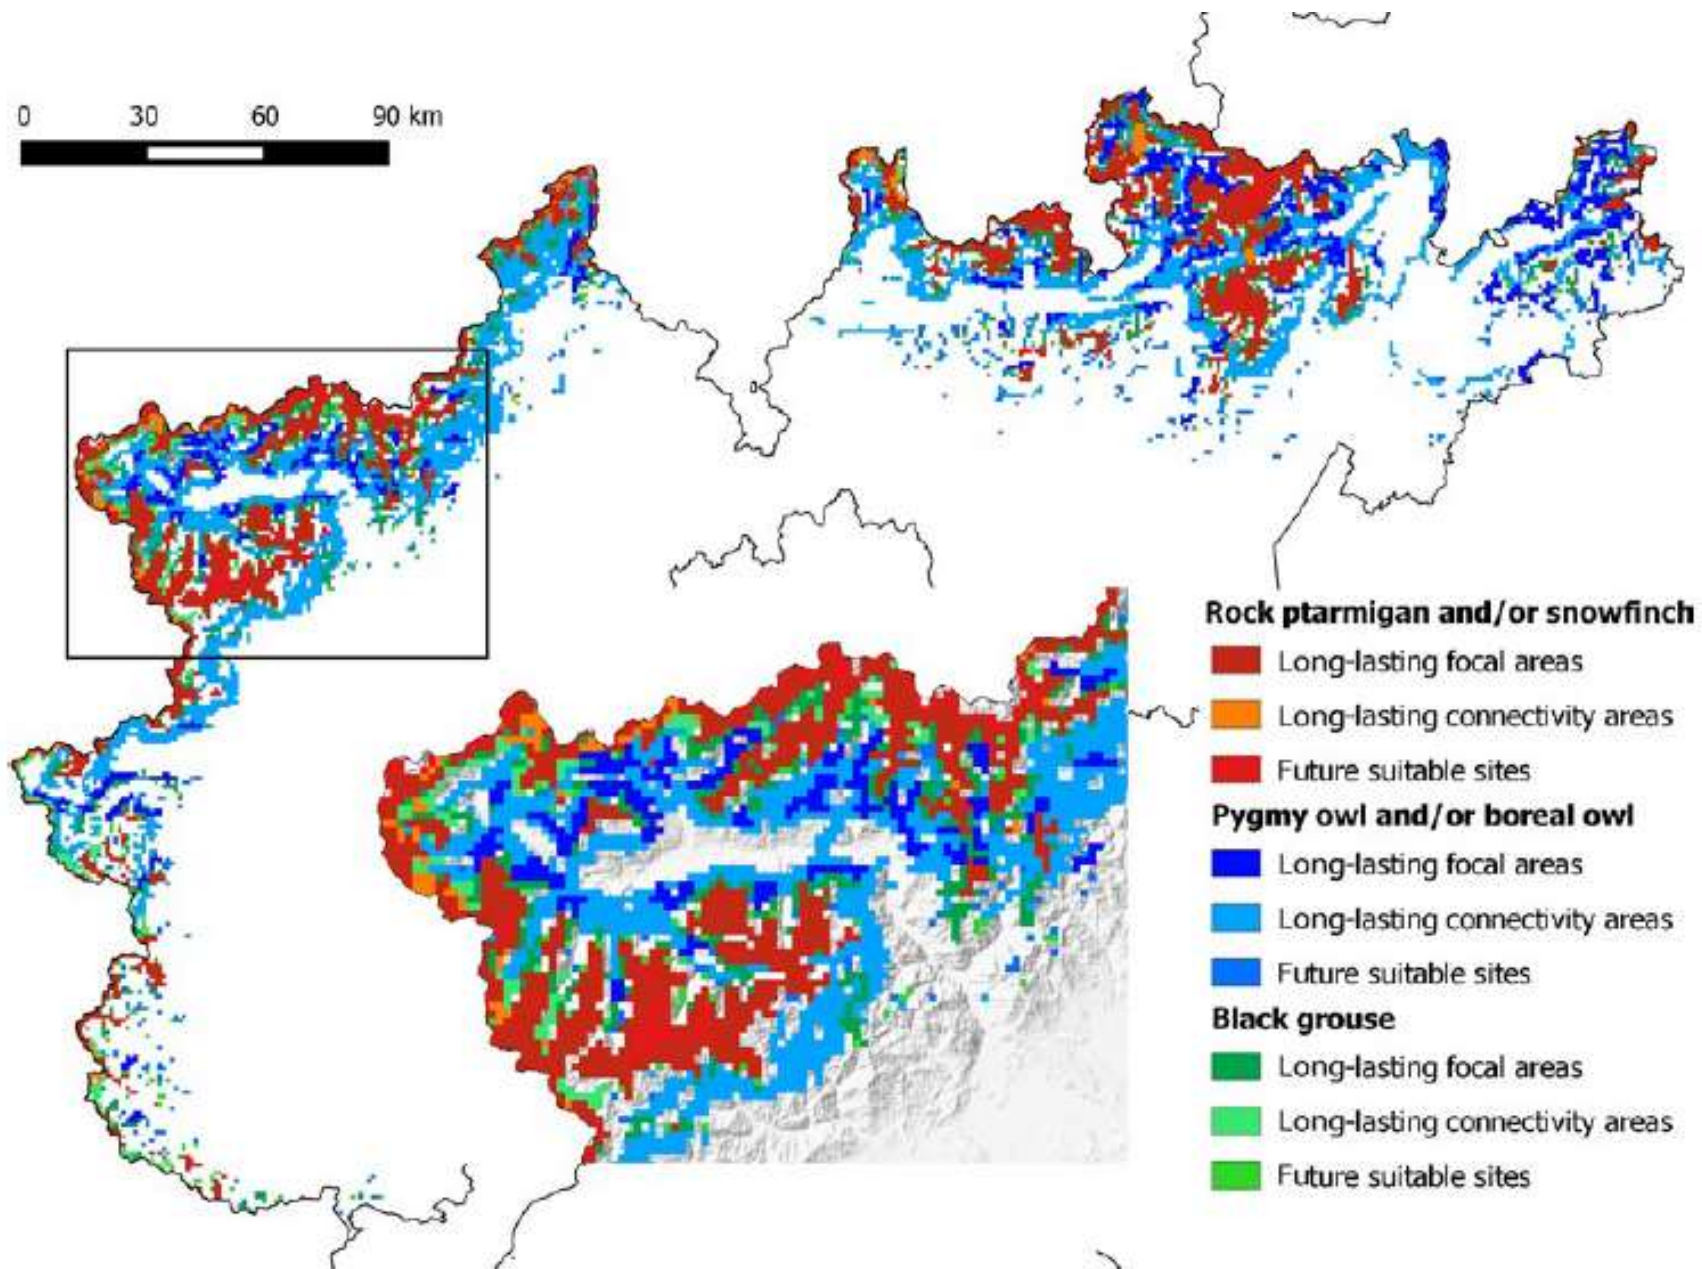 0 30 60 90 km
Rock ptarmigan and/or snowfinch
Long-lasting focal areas
Long-lasting connectivity areas
Future suitable sites
Pygmy owl and/or boreal owl
Long-lasting focal areas
Long-lasting connectivity areas
Future suitable sites
Black grouse
Long-lasting focal areas
Long-lasting connectivity areas
Future suitable sites